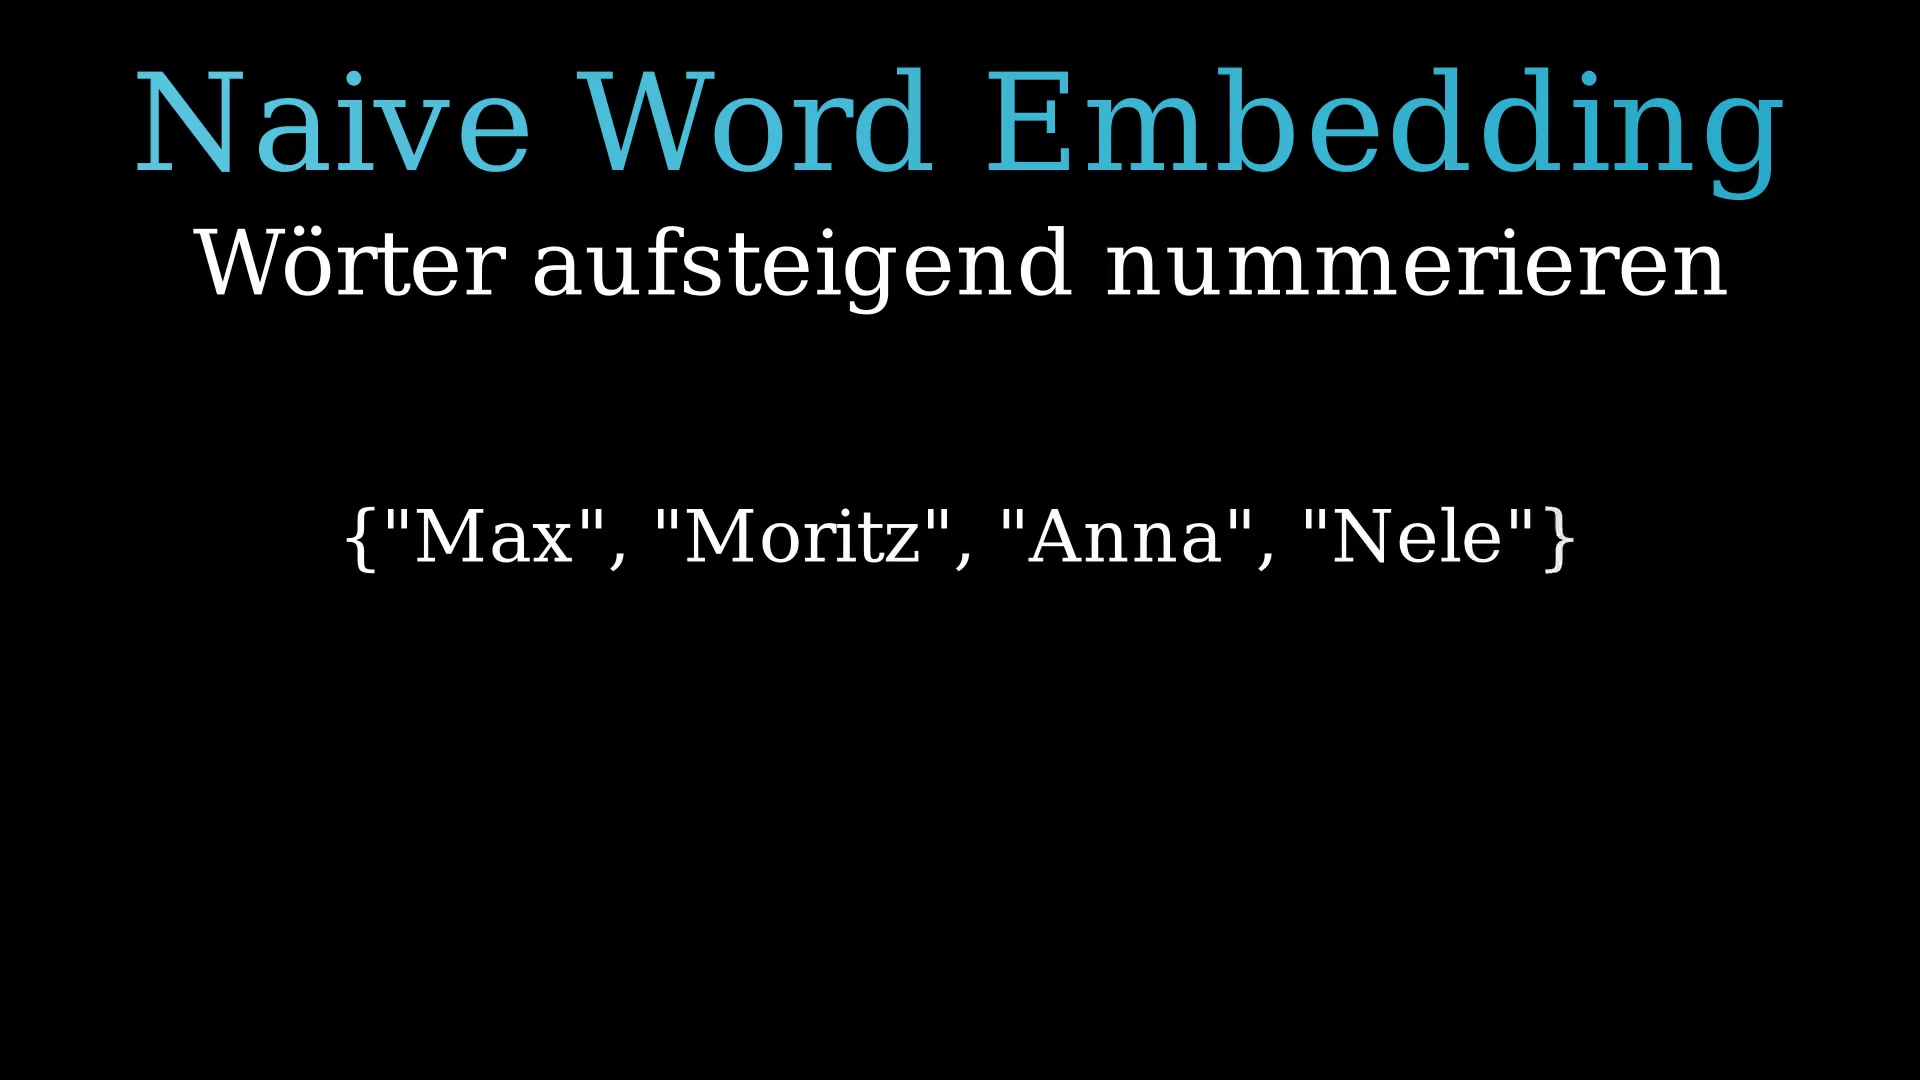 Naive Word Embedding
Wörter aufsteigend nummerieren
{"Max", "Moritz", "Anna", "Nele"}